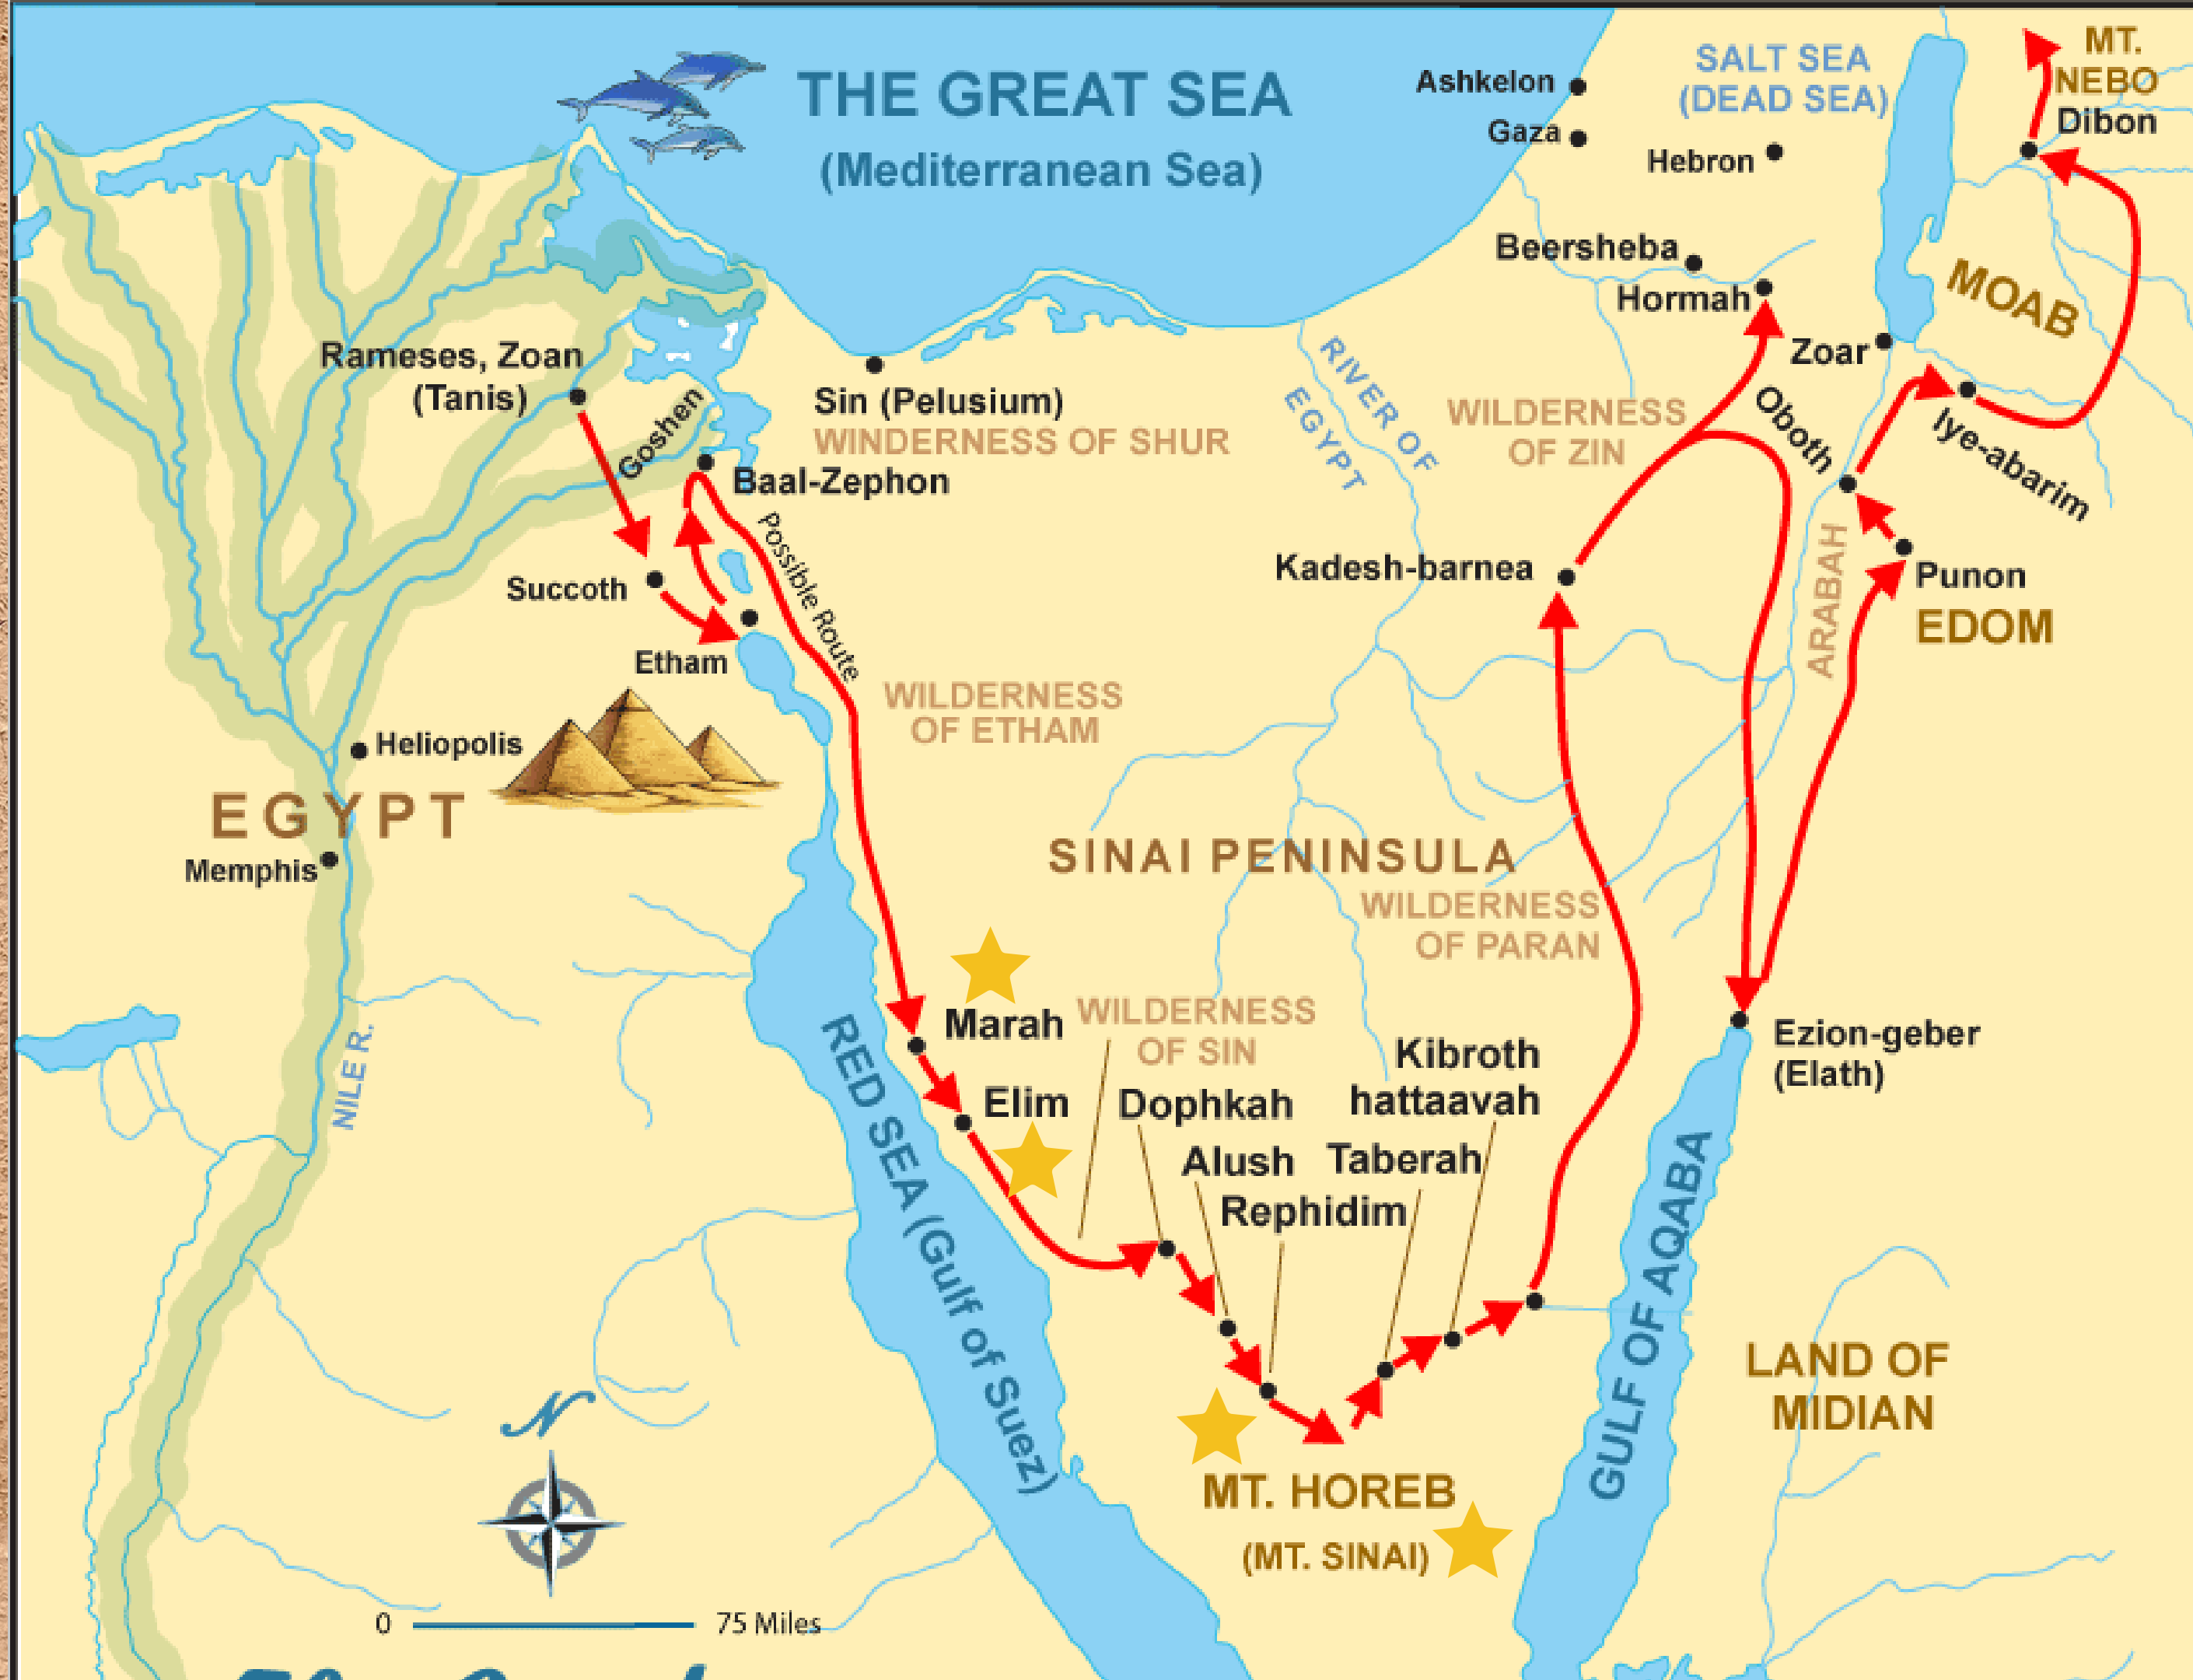 THE GREAT SEA
(Mediterranean Sea)
Ashkelon
Gaza
SALT SEA
(DEAD SEA)
Hebron
MT.
NEBO
Dibon
Beersheba
Hormah
MOAB
Zoar
Rameses, Zoan
(Tanis)
Goshen
Sin (Pelusium)
WINDERNESS OF SHUR
Baal-Zephon
Possible Route
RIVER OF
EGYPT
WILDERNESS
OF ZIN
Oboth
Iye-abarim
Succoth
Etham
Kadesh-barnea
ARABAH
Punon
EDOM
WILDERNESS
OF ETHAM
Heliopolis
EGYPT
Memphis
SINAI PENINSULA
WILDERNESS
OF PARAN
NILE R.
RED SEA (Gulf of Suez)
Marah
WILDERNESS
OF SIN
Elim
Dophkah
Alush
Rephidim
Kibroth
hattaavah
Taberah
Ezion-geber
(Elath)
GULF OF AQABA
LAND OF
MIDIAN
MT. HOREB
(MT. SINAI)
N
0 75 Miles